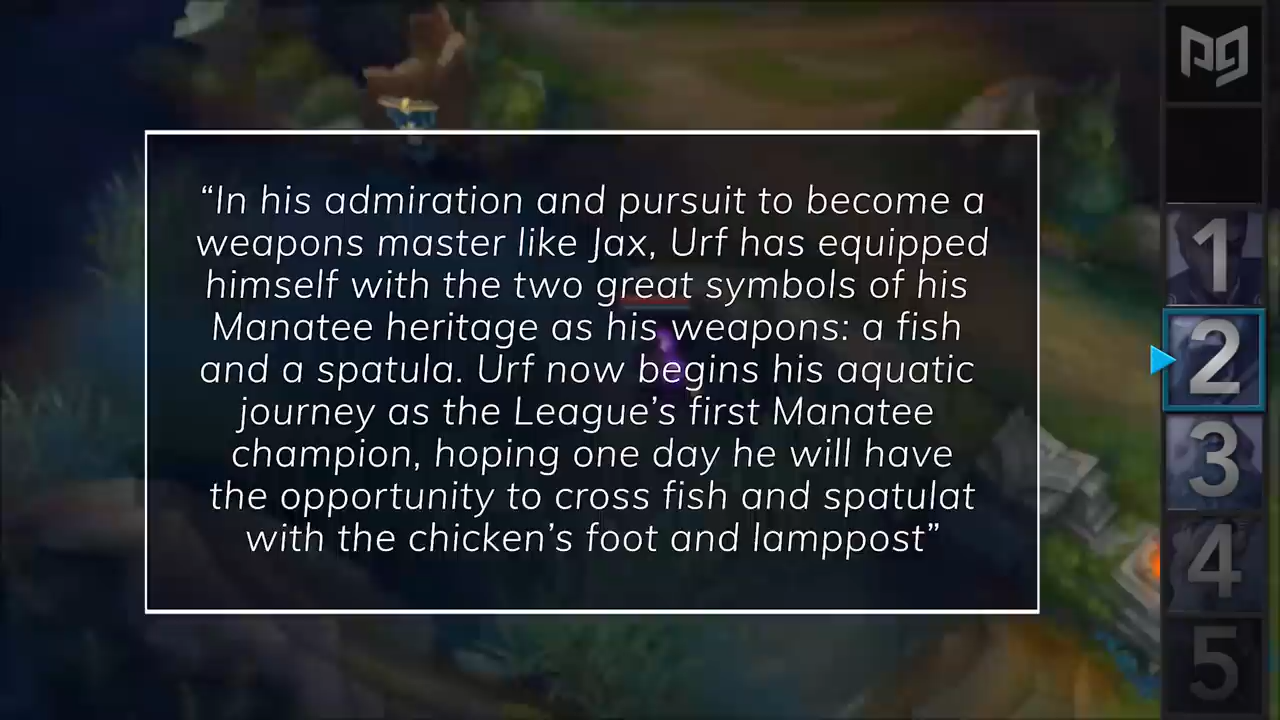 “In his admiration and pursuit to become a
weapons master like Jax, Urf has equipped
himself with the two great symbols of his
Manatee heritage as his weapons: a fish
and a spatula. Urf now begins his aquatic
journey as the League’s first Manatee
champion, hoping one day he will have
the opportunity to cross fish and spatulat
with the chicken’s foot and lamppost”
pg
1
2
3
4
5